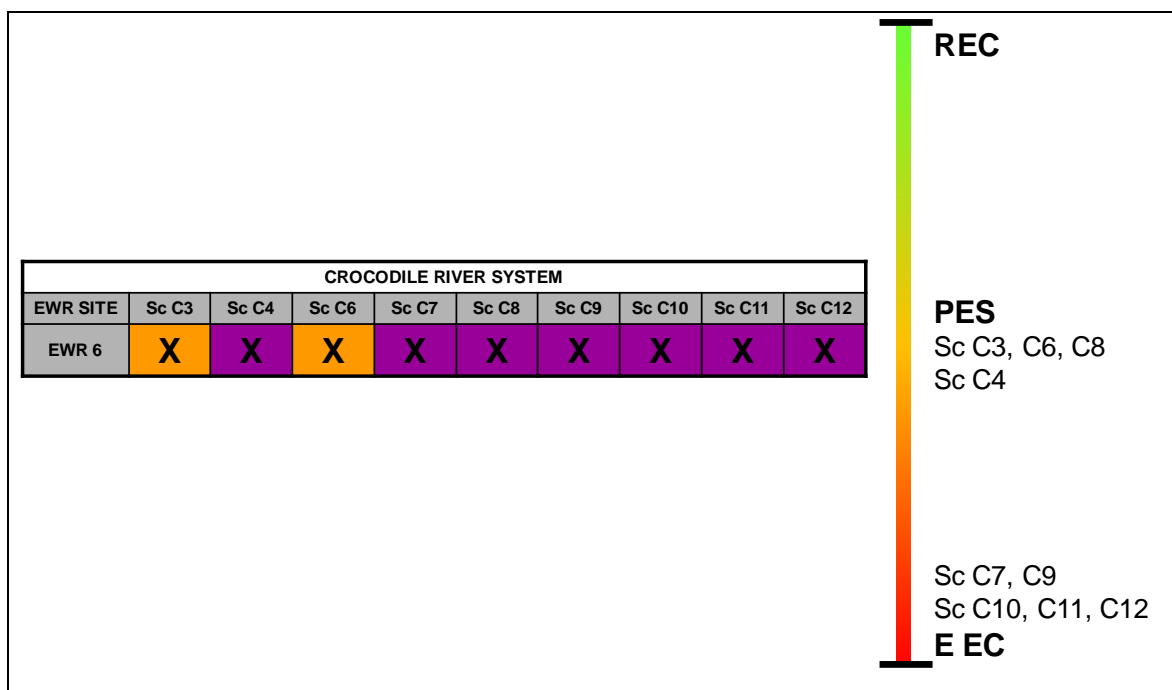 CROCODILE RIVER SYSTEM
EWR SITE Sc C3 Sc C4 Sc C6 Sc C7 Sc C8 Sc C9 Sc C10 Sc C11 Sc C12
EWR 6 X X X X X X X X X
REC
PES
Sc C3, C6, C8
Sc C4
Sc C7, C9
Sc C10, C11, C12
E EC